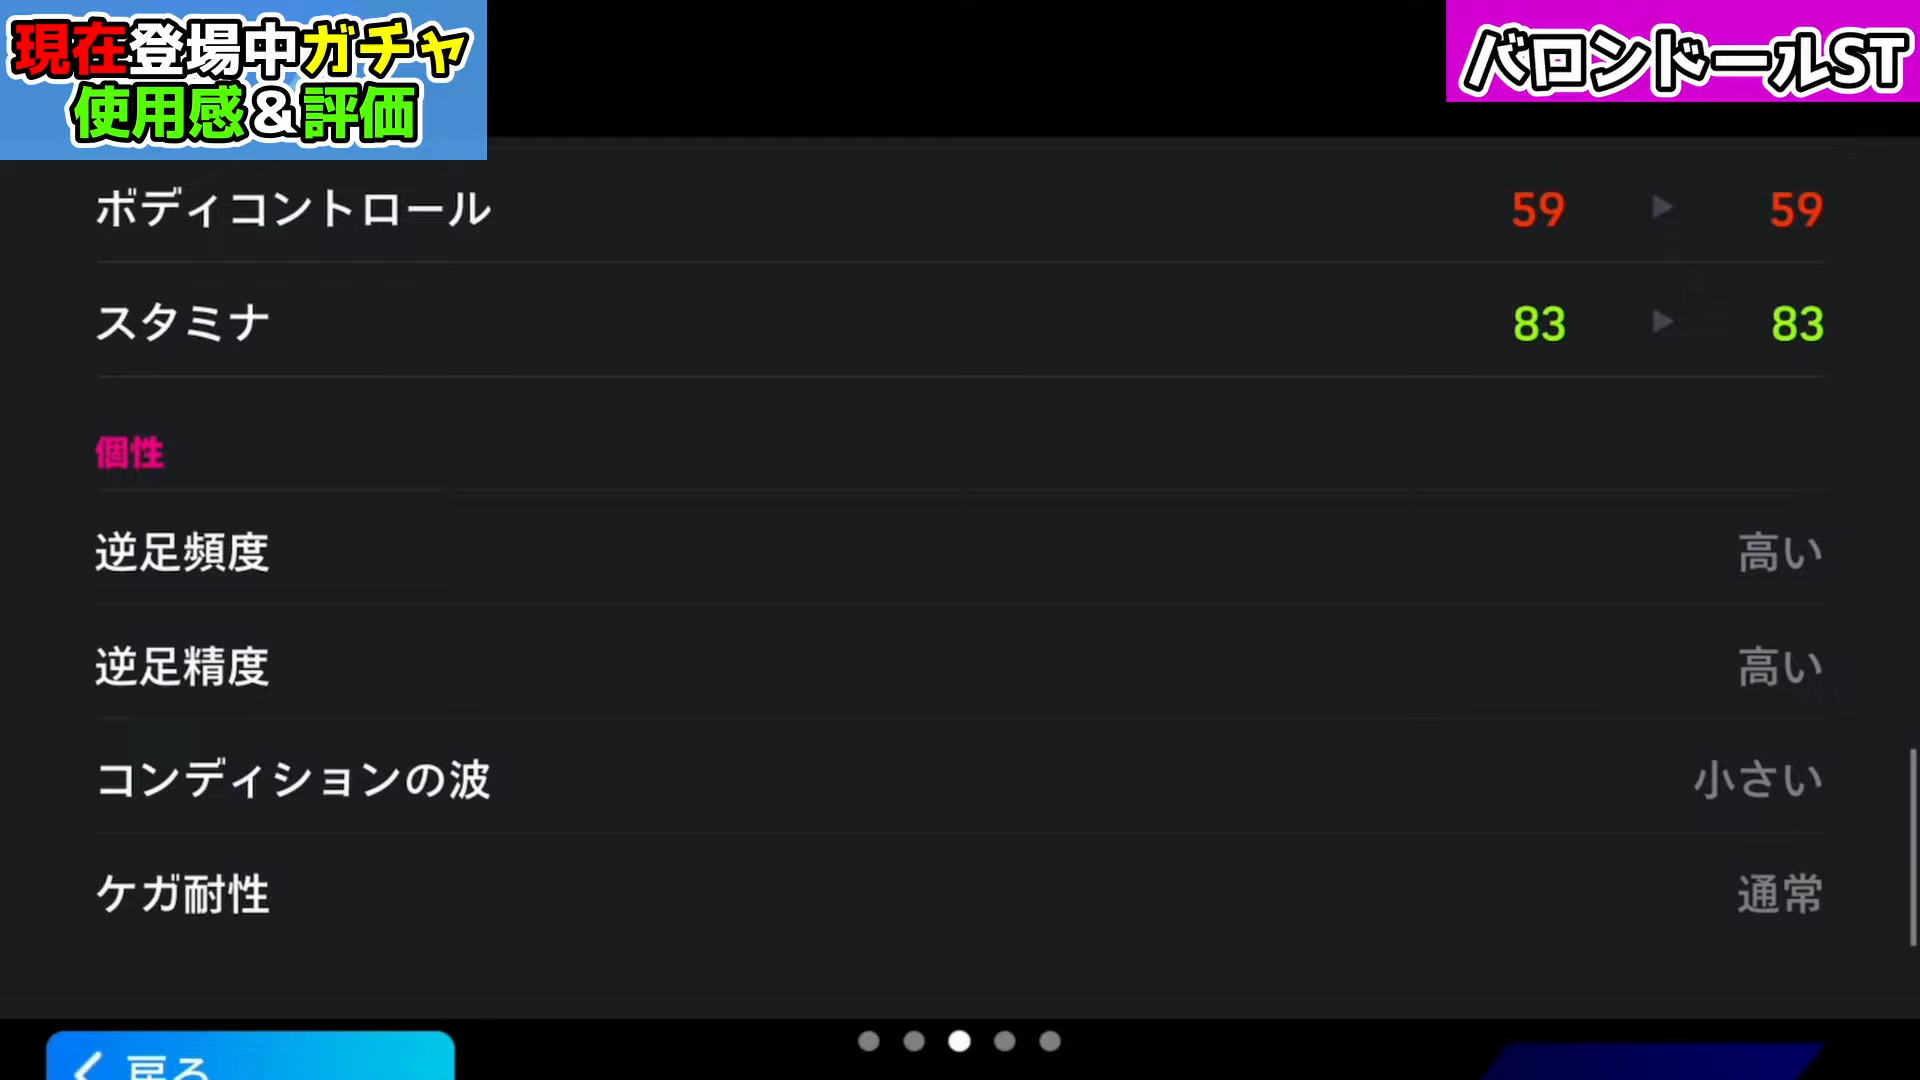 現在登場中ガチャ
使用感&評価
バロンドールST
ボディコントロール 59 ▶ 59
スタミナ 83 ▶ 83
個性
逆足頻度 高い
逆足精度 高い
コンディションの波 小さい
ケガ耐性 通常
戻る